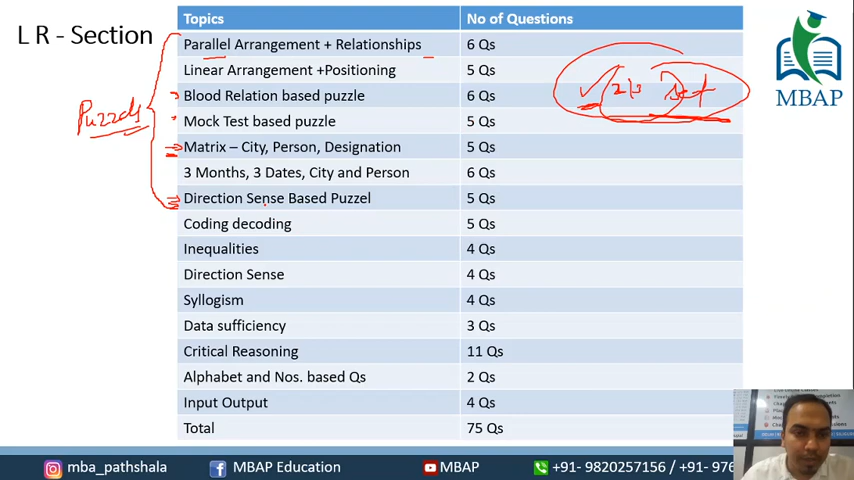 L R - Section
Topics No of Questions
Parallel Arrangement + Relationships 6 Qs
Linear Arrangement +Positioning 5 Qs
Blood Relation based puzzle 6 Qs
Mock Test based puzzle 5 Qs
Matrix – City, Person, Designation 5 Qs
3 Months, 3 Dates, City and Person 6 Qs
Direction Sense Based Puzzel 5 Qs
Coding decoding 5 Qs
Inequalities 4 Qs
Direction Sense 4 Qs
Syllogism 4 Qs
Data sufficiency 3 Qs
Critical Reasoning 11 Qs
Alphabet and Nos. based Qs 2 Qs
Input Output 4 Qs
Total 75 Qs
MBAP
mba_pathshala MBAP Education MBAP +91- 9820257156 / +91- 976